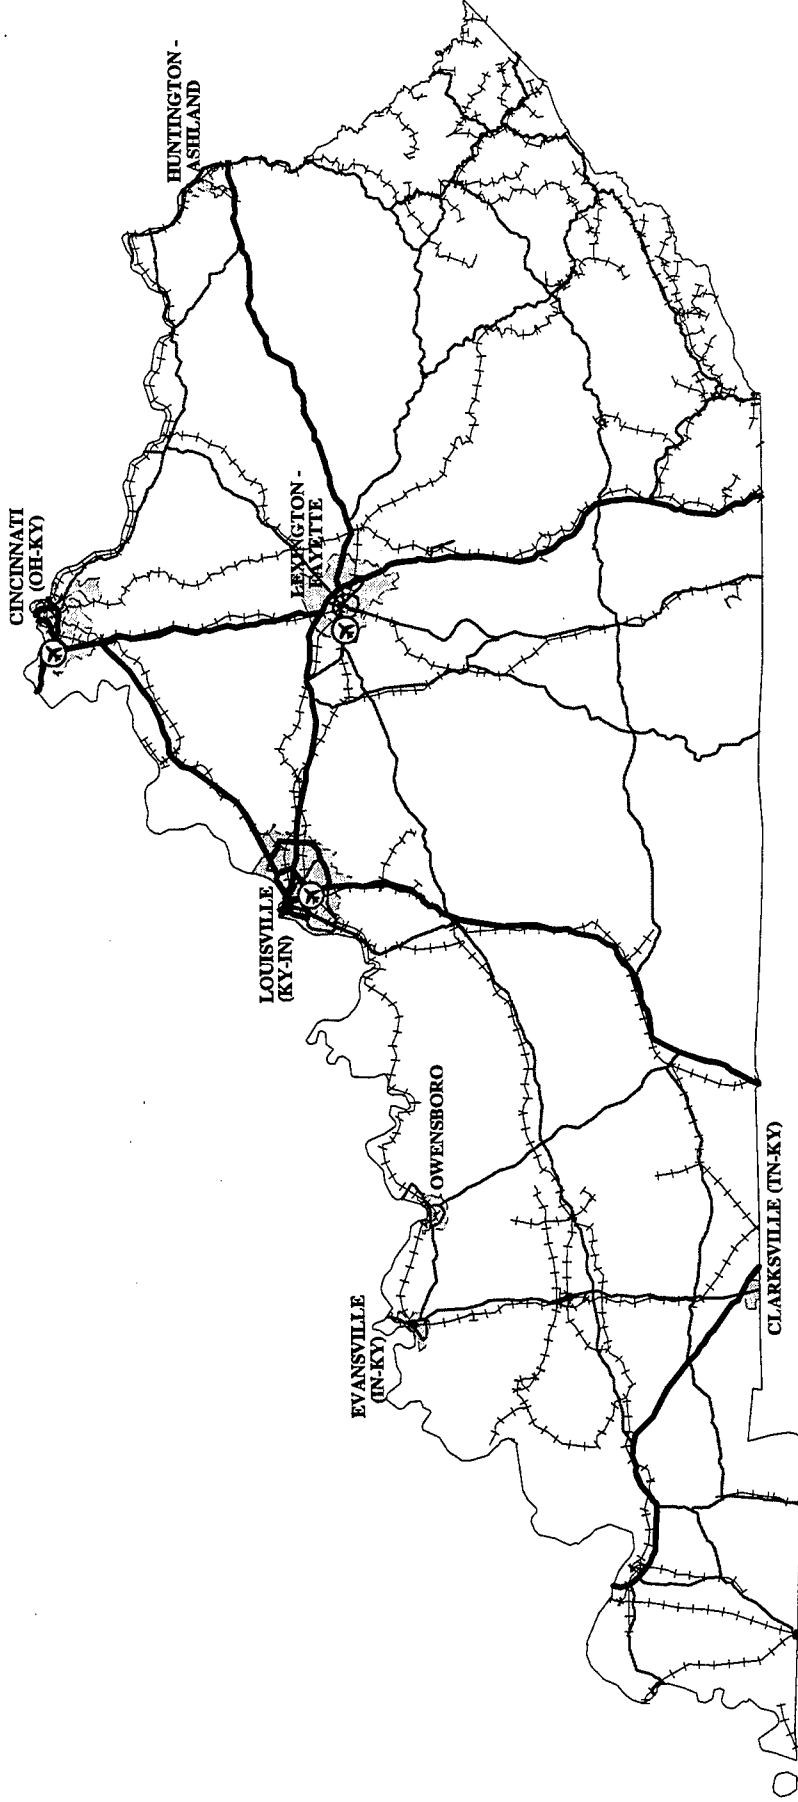 CINCINNATI
(OH-KY)
HUNTINGTON -
ASHLAND
LEXINGTON -
FAYETTE
LOUISVILLE
(KY-IN)
OWENSBORO
EVANSVILLE
(IN-KY)
CLARKSVILLE (TN-KY)